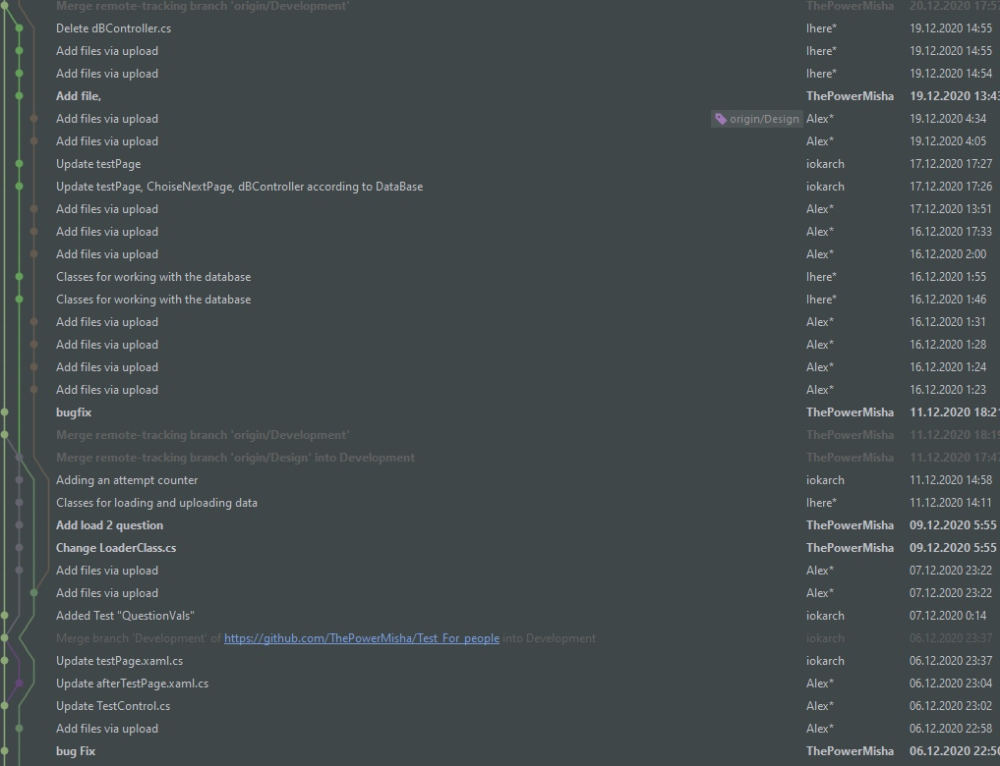 Merge remote-tracking branch 'origin/Development' ThePowerMisha 20.12.2020 17:57
Delete dBController.cs Ihere* 19.12.2020 14:55
Add files via upload Ihere* 19.12.2020 14:55
Add files via upload Ihere* 19.12.2020 14:54
Add file, ThePowerMisha 19.12.2020 13:43
Add files via upload origin/Design Alex* 19.12.2020 4:34
Add files via upload Alex* 19.12.2020 4:05
Update testPage iokarch 17.12.2020 17:27
Update testPage, ChoiseNextPage, dBController according to DataBase iokarch 17.12.2020 17:26
Add files via upload Alex* 17.12.2020 13:51
Add files via upload Alex* 16.12.2020 17:33
Add files via upload Alex* 16.12.2020 2:00
Classes for working with the database Ihere* 16.12.2020 1:55
Classes for working with the database Ihere* 16.12.2020 1:46
Add files via upload Alex* 16.12.2020 1:31
Add files via upload Alex* 16.12.2020 1:28
Add files via upload Alex* 16.12.2020 1:24
Add files via upload Alex* 16.12.2020 1:23
bugfix ThePowerMisha 11.12.2020 18:21
Merge remote-tracking branch 'origin/Development' ThePowerMisha 11.12.2020 18:19
Merge remote-tracking branch 'origin/Design' into Development ThePowerMisha 11.12.2020 17:47
Adding an attempt counter iokarch 11.12.2020 14:58
Classes for loading and uploading data Ihere* 11.12.2020 14:11
Add load 2 question ThePowerMisha 09.12.2020 5:55
Change LoaderClass.cs ThePowerMisha 09.12.2020 5:55
Add files via upload Alex* 07.12.2020 23:22
Add files via upload Alex* 07.12.2020 23:22
Added Test "QuestionVals" iokarch 07.12.2020 0:14
Merge branch 'Development' of https://github.com/ThePowerMisha/Test_For_people into Development iokarch 06.12.2020 23:37
Update testPage.xaml.cs iokarch 06.12.2020 23:37
Update afterTestPage.xaml.cs Alex* 06.12.2020 23:04
Update TestControl.cs Alex* 06.12.2020 23:02
Add files via upload Alex* 06.12.2020 22:58
bug Fix ThePowerMisha 06.12.2020 22:50